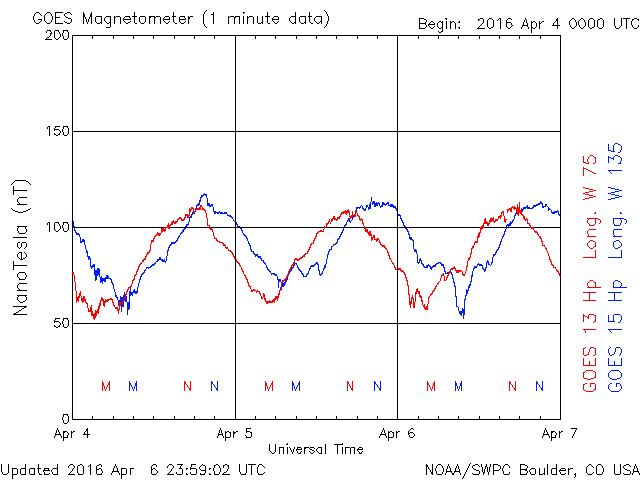 GOES Magnetometer (1 minute data)
Begin: 2016 Apr 4 0000 UTC
200
150
100
50
0
NanoTesla (nT)
M M N N M M N N M M N N
Apr 4 Apr 5 Apr 6 Apr 7
Universal Time
GOES 13 Hp Long. W 75
GOES 15 Hp Long. W 135
Updated 2016 Apr 6 23:59:02 UTC
NOAA/SWPC Boulder, CO USA